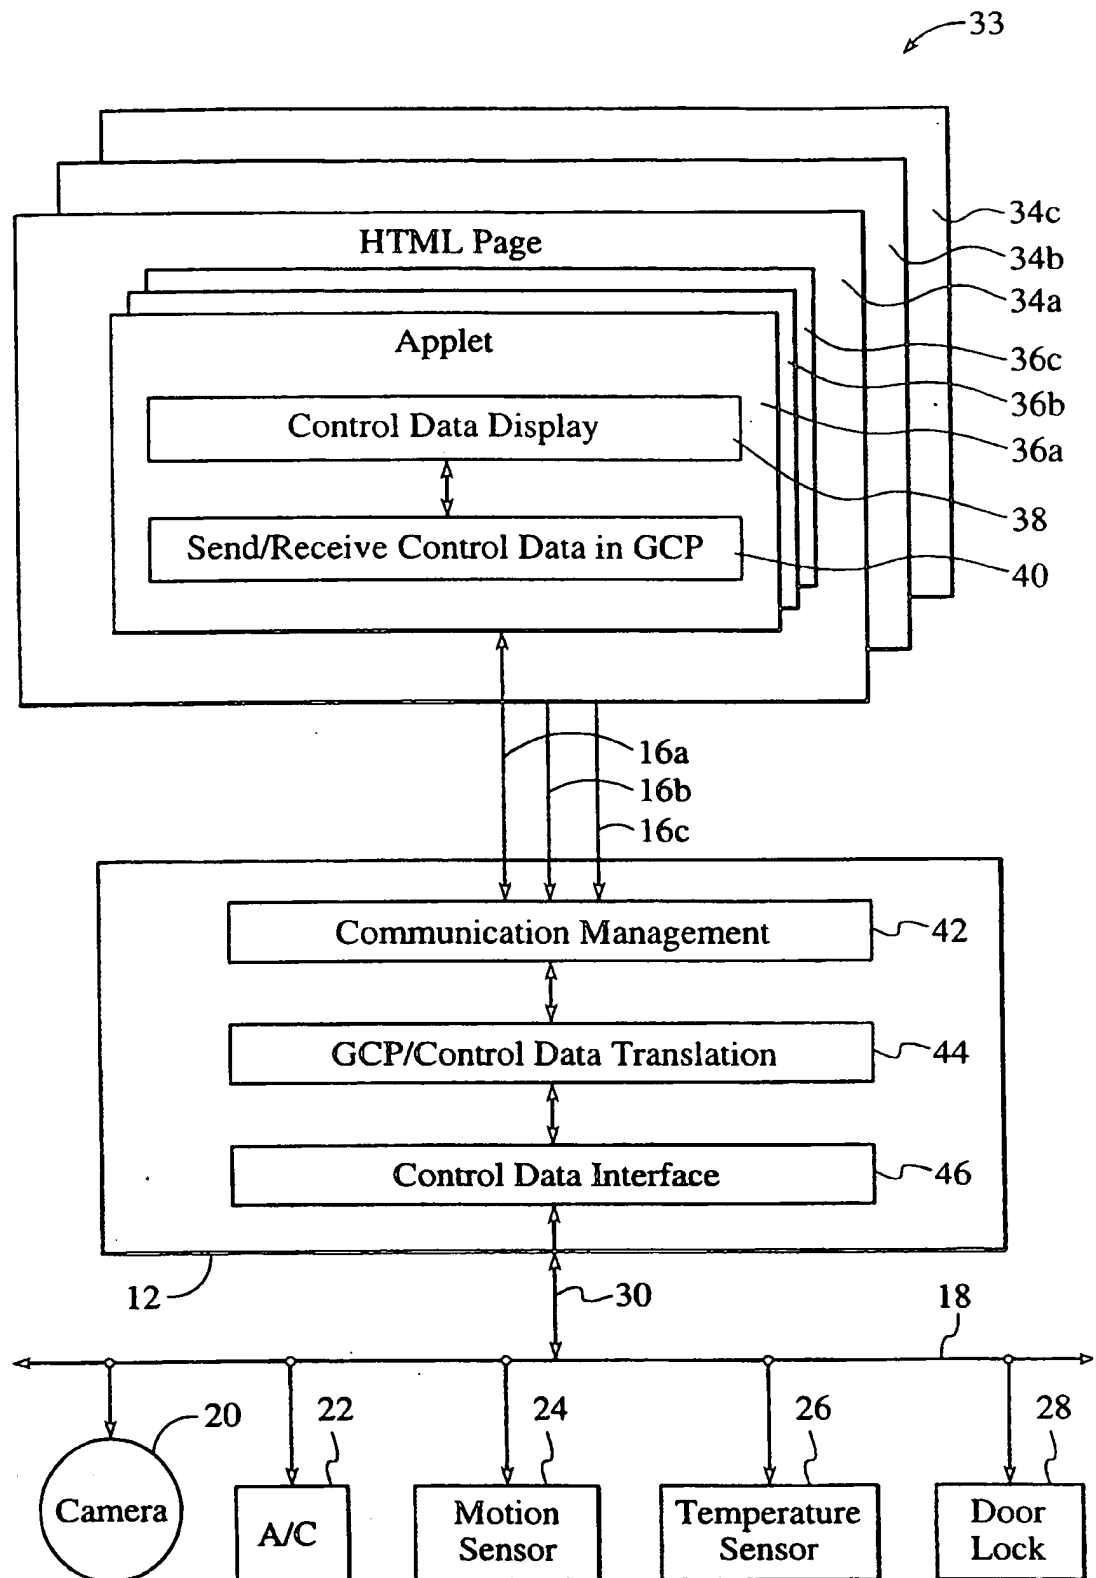 33
34c
HTML Page
34b
34a
Applet
36c
36b
Control Data Display
36a
38
Send/Receive Control Data in GCP
40
16a
16b
16c
Communication Management
42
GCP/Control Data Translation
44
Control Data Interface
46
12
30
18
20
22
24
26
28
Camera
A/C
Motion
Sensor
Temperature
Sensor
Door
Lock